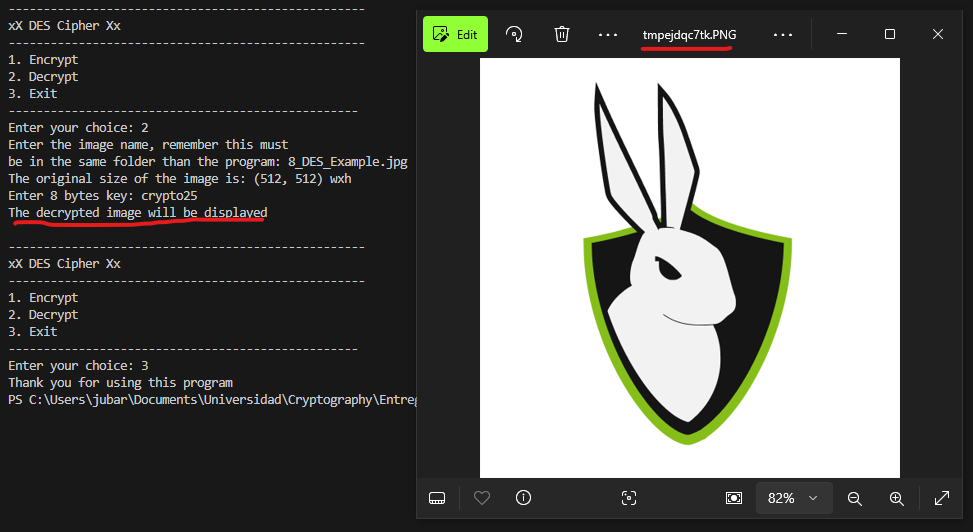 ------------------------------------------------
xX DES Cipher Xx
------------------------------------------------
1. Encrypt
2. Decrypt
3. Exit
-----------------------------------------------
Enter your choice: 2
Enter the image name, remember this must
be in the same folder than the program: 8_DES_Example.jpg
The original size of the image is: (512, 512) wxh
Enter 8 bytes key: crypto25
The decrypted image will be displayed
------------------------------------------------
xX DES Cipher Xx
------------------------------------------------
1. Encrypt
2. Decrypt
3. Exit
-----------------------------------------------
Enter your choice: 3
Thank you for using this program
PS C:\Users\jubar\Documents\Universidad\Cryptography\Entreg
Edit
tmpejdqc7tk.PNG
82%